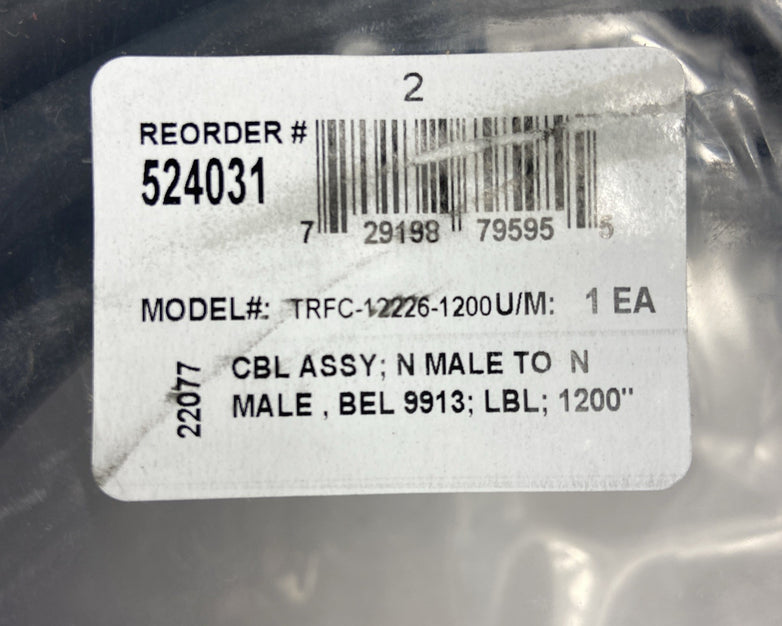 2
REORDER #
524031
7 29198 79595 5
MODEL#: TRFC-12226-1200 U/M: 1 EA
22077
CBL ASSY; N MALE TO N
MALE , BEL 9913; LBL; 1200"